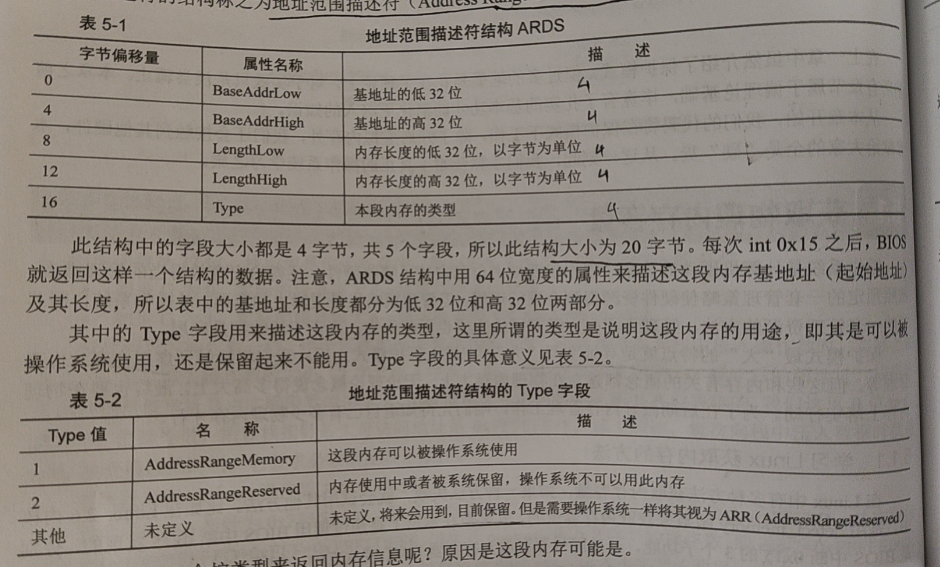 的结构称之为地址范围描述符（Address Rang
表 5-1
地址范围描述符结构 ARDS
字节偏移量 属性名称 描 述
0 BaseAddrLow 基地址的低 32 位 4
4 BaseAddrHigh 基地址的高 32 位 4
8 LengthLow 内存长度的低 32 位，以字节为单位 4
12 LengthHigh 内存长度的高 32 位，以字节为单位 4
16 Type 本段内存的类型 4
此结构中的字段大小都是 4 字节，共 5 个字段，所以此结构大小为 20 字节。每次 int 0x15 之后，BIOS
就返回这样一个结构的数据。注意，ARDS 结构中用 64 位宽度的属性来描述这段内存基地址（起始地址）
及其长度，所以表中的基地址和长度都分为低 32 位和高 32 位两部分。
其中的 Type 字段用来描述这段内存的类型，这里所谓的类型是说明这段内存的用途，即其是可以被
操作系统使用，还是保留起来不能用。Type 字段的具体意义见表 5-2。
表 5-2
地址范围描述符结构的 Type 字段
Type 值 名 称 描 述
1 AddressRangeMemory 这段内存可以被操作系统使用
2 AddressRangeReserved 内存使用中或者被系统保留，操作系统不可以用此内存
其他 未定义 未定义，将来会用到，目前保留。但是需要操作系统一样将其视为 ARR（AddressRangeReserved）
类型来返回内存信息呢？原因是这段内存可能是。